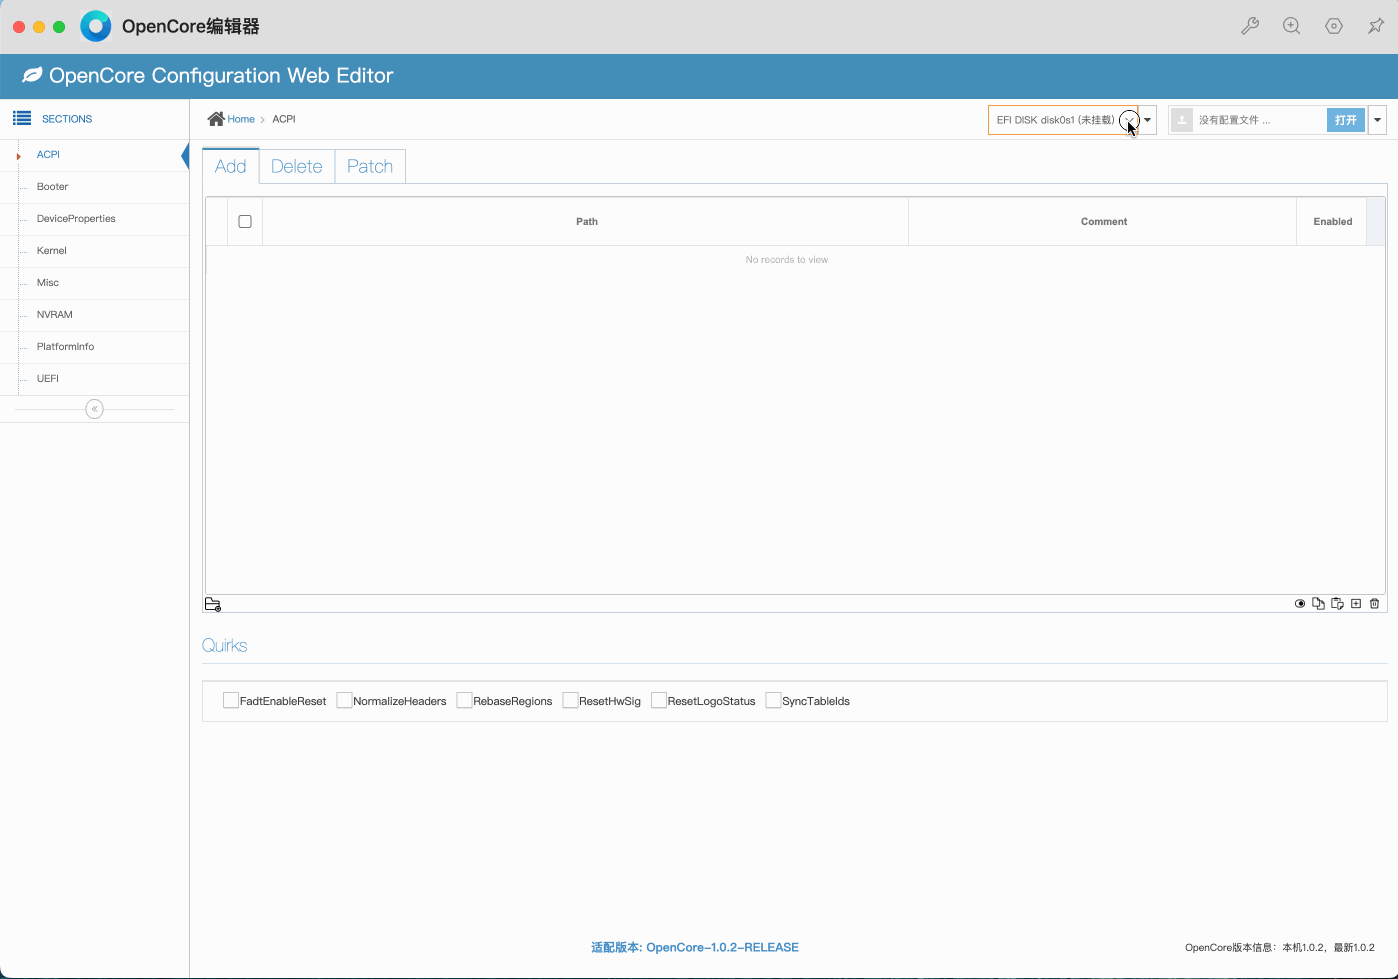 OpenCore编辑器
OpenCore Configuration Web Editor
SECTIONS
Home > ACPI
EFI DISK disk0s1 (未挂载)
没有配置文件 ...
打开
ACPI
Booter
DeviceProperties
Kernel
Misc
NVRAM
PlatformInfo
UEFI
Add
Delete
Patch
Path
Comment
Enabled
No records to view
Quirks
FadtEnableReset
NormalizeHeaders
RebaseRegions
ResetHwSig
ResetLogoStatus
SyncTableIds
适配版本: OpenCore-1.0.2-RELEASE
OpenCore版本信息：本机1.0.2，最新1.0.2